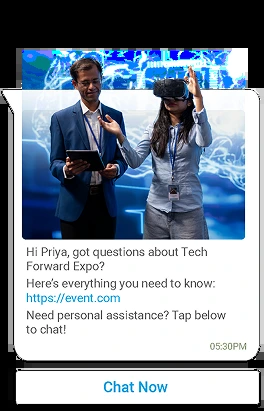 Hi Priya, got questions about Tech
Forward Expo?
Here's everything you need to know:
https://event.com
Need personal assistance? Tap below
to chat!
05:30PM
Chat Now